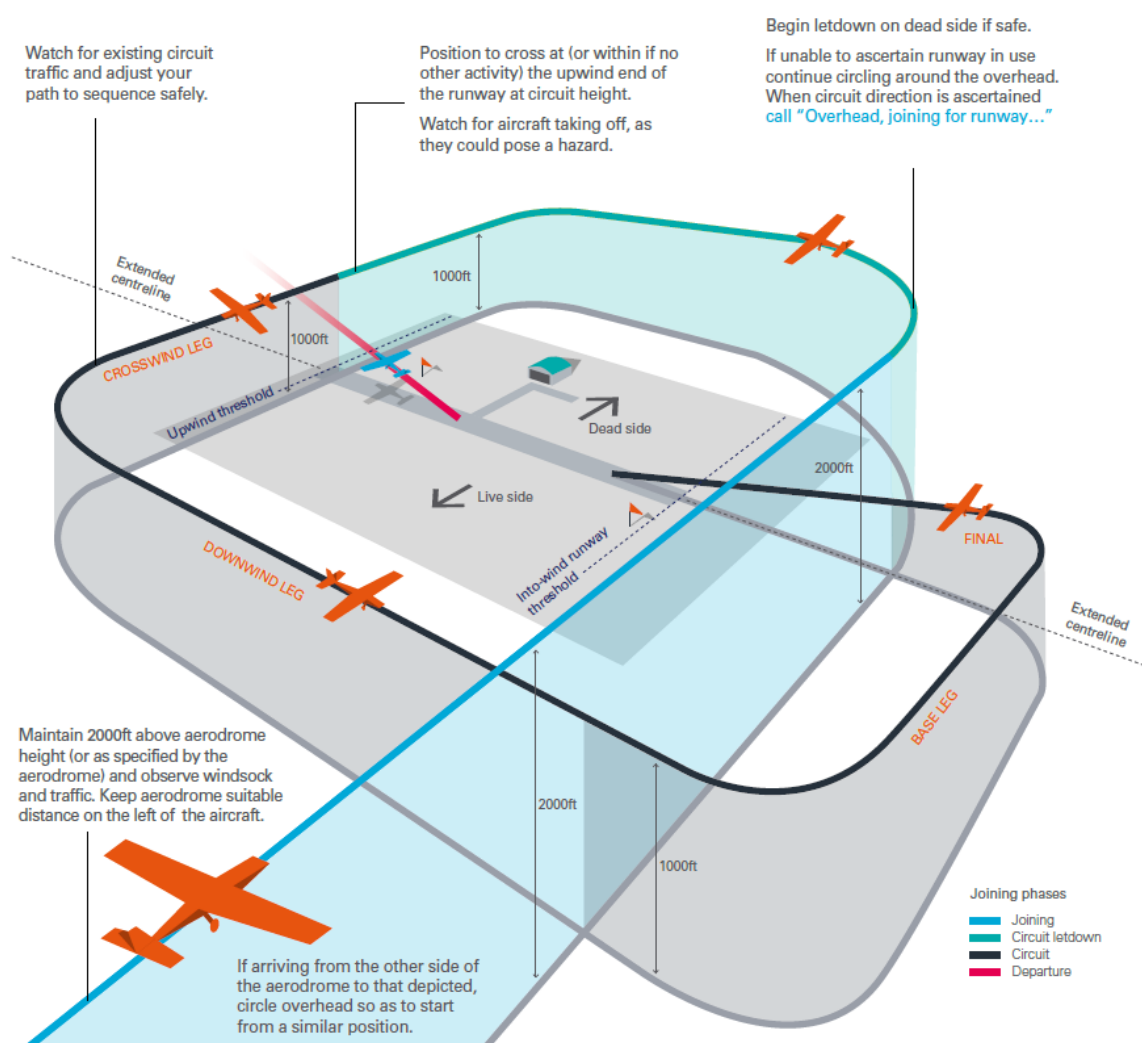 Watch for existing circuit
traffic and adjust your
path to sequence safely.
Position to cross at (or within if no
other activity) the upwind end of
the runway at circuit height.
Watch for aircraft taking off, as
they could pose a hazard.
Begin letdown on dead side if safe.
If unable to ascertain runway in use
continue circling around the overhead.
When circuit direction is ascertained
call “Overhead, joining for runway…”
Extended
centreline
1000ft
1000ft
CROSSWIND LEG
Upwind threshold
Dead side
Live side
2000ft
Into-wind runway
threshold
FINAL
DOWNWIND LEG
Extended
centreline
BASE LEG
Maintain 2000ft above aerodrome
height (or as specified by the
aerodrome) and observe windsock
and traffic. Keep aerodrome suitable
distance on the left of the aircraft.
2000ft
1000ft
If arriving from the other side of
the aerodrome to that depicted,
circle overhead so as to start
from a similar position.
Joining phases
Joining
Circuit letdown
Circuit
Departure